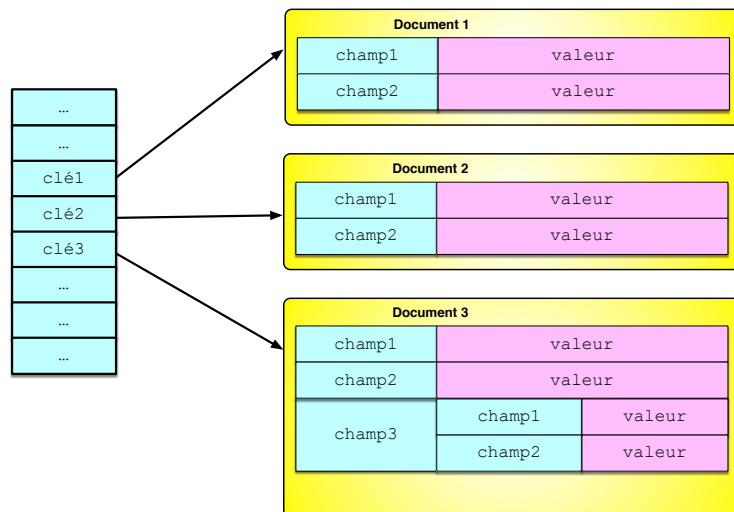 …
…
clé1
clé2
clé3
…
…
…
Document 1
champ1 valeur
champ2 valeur
Document 2
champ1 valeur
champ2 valeur
Document 3
champ1 valeur
champ2 valeur
champ3
champ1 valeur
champ2 valeur